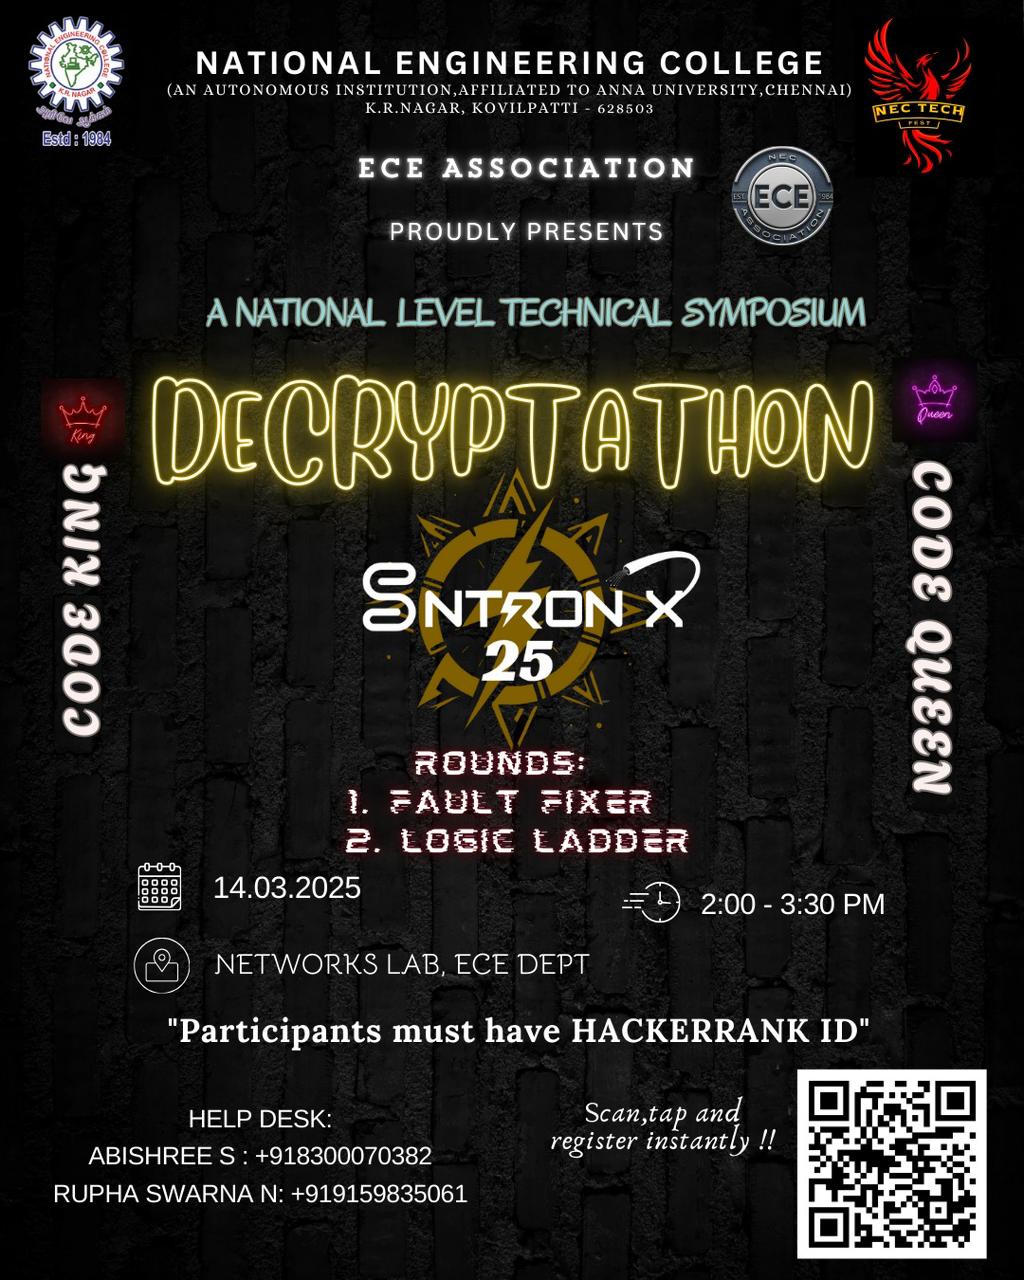 NATIONAL ENGINEERING COLLEGE
K.R. NAGAR
Estd : 1984
NATIONAL ENGINEERING COLLEGE
(AN AUTONOMOUS INSTITUTION,AFFILIATED TO ANNA UNIVERSITY,CHENNAI)
K.R.NAGAR, KOVILPATTI - 628503
NEC TECH
FEST
ECE ASSOCIATION
NEC
EST
ECE
1984
ASSOCIATION
PROUDLY PRESENTS
A NATIONAL LEVEL TECHNICAL SYMPOSIUM
DeCRYPTATHON
King
CODE KING
Queen
CODE QUEEN
SNTRON X
25
ROUNDS:
1. FAULT FIXER
2. LOGIC LADDER
14.03.2025
2:00 - 3:30 PM
NETWORKS LAB, ECE DEPT
"Participants must have HACKERRANK ID"
HELP DESK:
ABISHREE S : +918300070382
RUPHA SWARNA N: +919159835061
Scan,tap and
register instantly !!